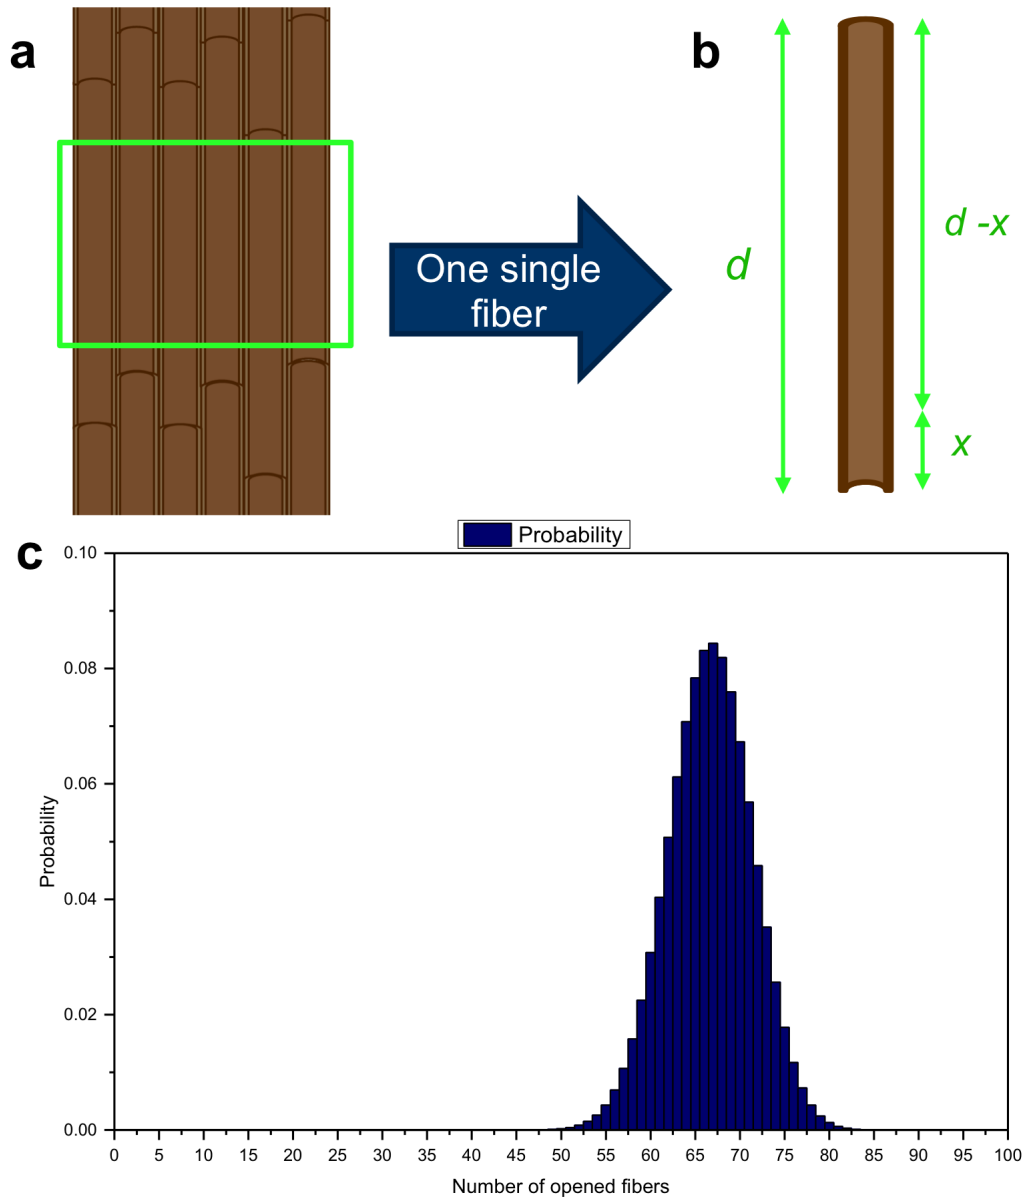 a
b
One single
fiber
d
d -x
x
c
Probability
0.10
0.08
0.06
0.04
0.02
0.00
Probability
0 5 10 15 20 25 30 35 40 45 50 55 60 65 70 75 80 85 90 95 100
Number of opened fibers